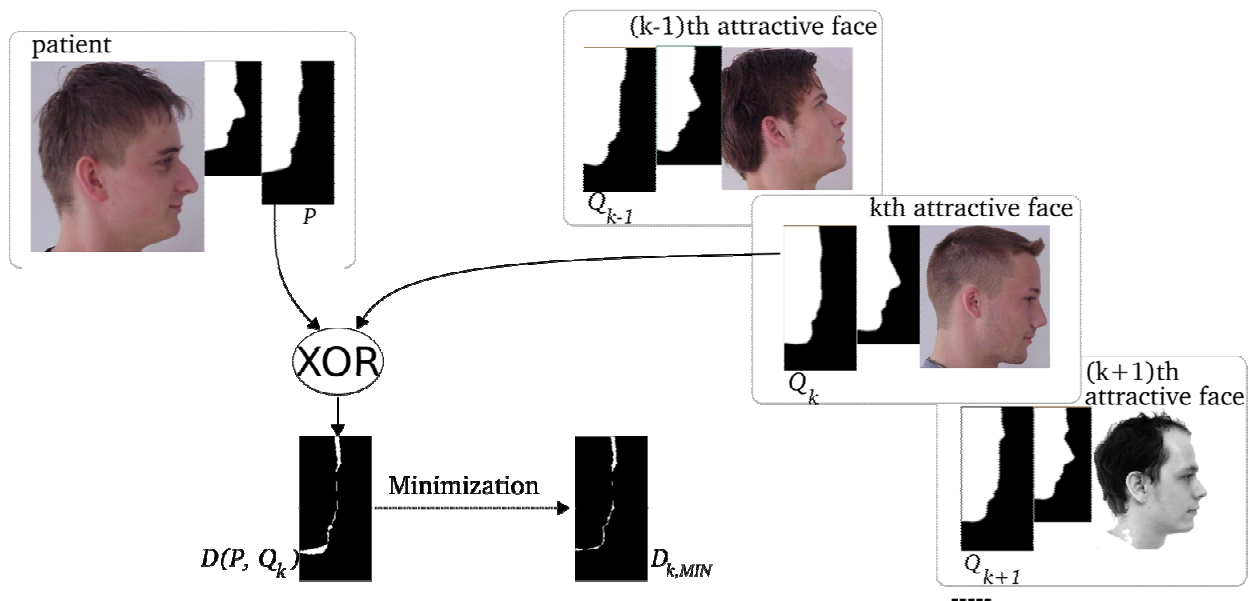 patient
P
(k-1)th attractive face
Q_{k-1}
kth attractive face
Q_k
(k+1)th
attractive face
Q_{k+1}
XOR
Minimization
D(P, Q_k)
D_{k,MIN}
-----